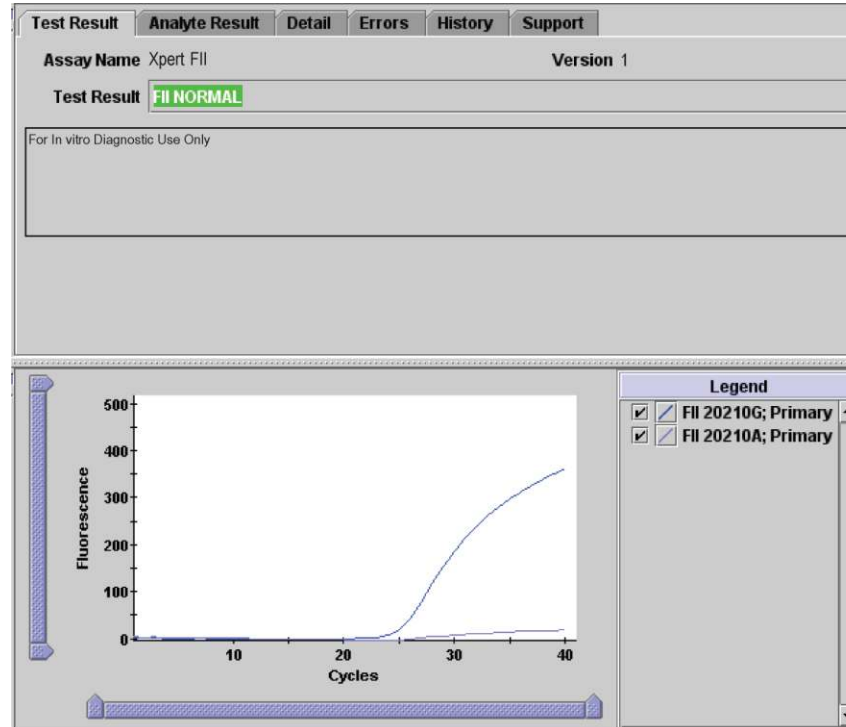 Test Result Analyte Result Detail Errors History Support
Assay Name Xpert FII Version 1
Test Result FII NORMAL
For In vitro Diagnostic Use Only
Legend
FII 20210G; Primary
FII 20210A; Primary
500
400
300
200
100
0
Fluorescence
10 20 30 40
Cycles